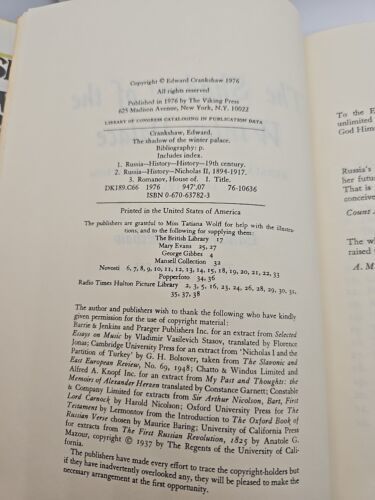 Copyright © Edward Crankshaw 1976
All rights reserved
Published in 1976 by The Viking Press
625 Madison Avenue, New York, N.Y. 10022
LIBRARY OF CONGRESS CATALOGING IN PUBLICATION DATA
Crankshaw, Edward.
The shadow of the winter palace.
Bibliography: p.
Includes index.
1. Russia—History—19th century.
2. Russia—History—Nicholas II, 1894-1917.
3. Romanov, House of. I. Title.
DK189.C66 1976 947'.07 76-10636
ISBN 0-670-63782-3
Printed in the United States of America
The publishers are grateful to Miss Tatiana Wolff for help with the illustra-
tions, and to the following for supplying them:
The British Library 17
Mary Evans 25, 27
George Gibbes 4
Mansell Collection 32
Novosti 6, 7, 8, 9, 10, 11, 12, 13, 14, 15, 18, 19, 20, 21, 22, 33
Popperfoto 34, 36
Radio Times Hulton Picture Library 2, 3, 5, 16, 23, 24, 26, 28, 29, 30, 31,
35, 37, 38
The author and publishers wish to thank the following who have kindly
given permission for the use of copyright material:
Barrie & Jenkins and Praeger Publishers Inc. for an extract from Selected
Essays on Music by Vladimir Vasilevich Stasov, translated by Florence
Jonas; Cambridge University Press for an extract from 'Nicholas I and the
Partition of Turkey' by G. H. Bolsover, taken from The Slavonic and
East European Review, No. 69, 1948; Chatto & Windus Limited and
Alfred A. Knopf Inc. for an extract from My Past and Thoughts: the
Memoirs of Alexander Herzen translated by Constance Garnett; Constable
& Company Limited for extracts from Sir Arthur Nicolson, Bart, First
Lord Carnock by Harold Nicolson; Oxford University Press for The
Testament by Lermontov from the Introduction to The Oxford Book of
Russian Verse chosen by Maurice Baring; University of California Press
for extracts from The First Russian Revolution, 1825 by Anatole G.
Mazour, copyright © 1937 by The Regents of the University of Cali-
fornia.
The publishers have made every effort to trace the copyright-holders but
if they have inadvertently overlooked any, they will be pleased to make the
necessary arrangement at the first opportunity.
To the E
unlimited
God Him
Russia's
her futur
That is
conceive
Count
The w
raised
A. M